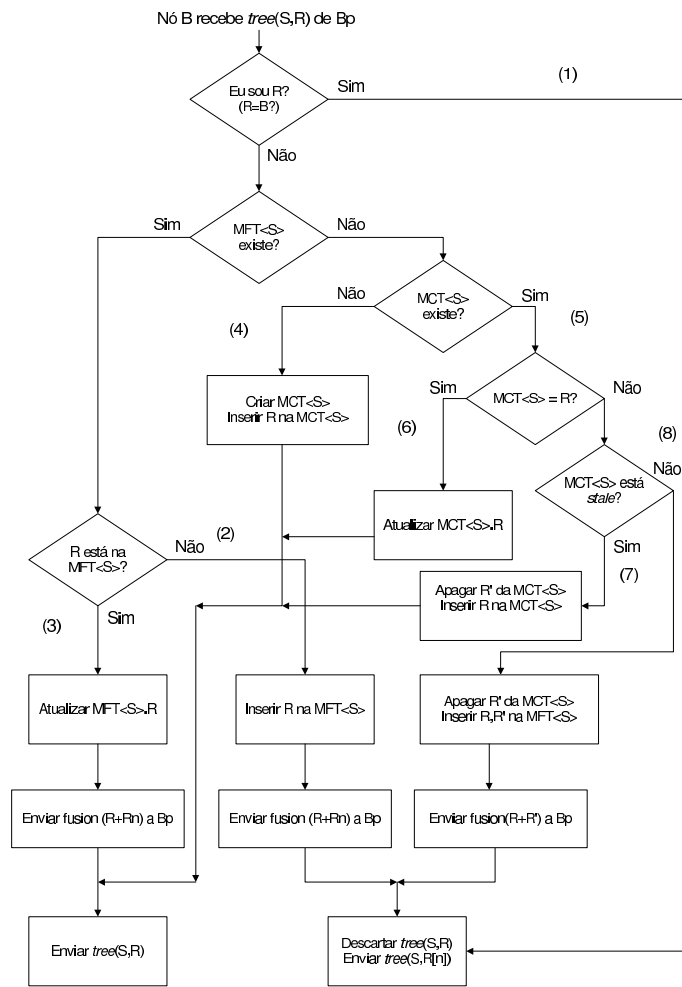 Nó B recebe tree(S,R) de Bp
(1)
Eu sou R?
(R=B?)
Sim
Não
MFT<S>
existe?
Sim
Não
MCT<S>
existe?
Não
Sim
(4)
(5)
Criar MCT<S>
Inserir R na MCT<S>
MCT<S> = R?
Sim
Não
(6)
(8)
MCT<S> está
stale?
Não
Sim
(7)
Atualizar MCT<S>.R
R está na
MFT<S>?
Não
(2)
Sim
(3)
Apagar R' da MCT<S>
Inserir R na MCT<S>
Atualizar MFT<S>.R
Inserir R na MFT<S>
Apagar R' da MCT<S>
Inserir R,R' na MFT<S>
Enviar fusion (R+Rn) a Bp
Enviar fusion (R+Rn) a Bp
Enviar fusion(R+R') a Bp
Enviar tree(S,R)
Descartar tree(S,R)
Enviar tree(S,R[n])